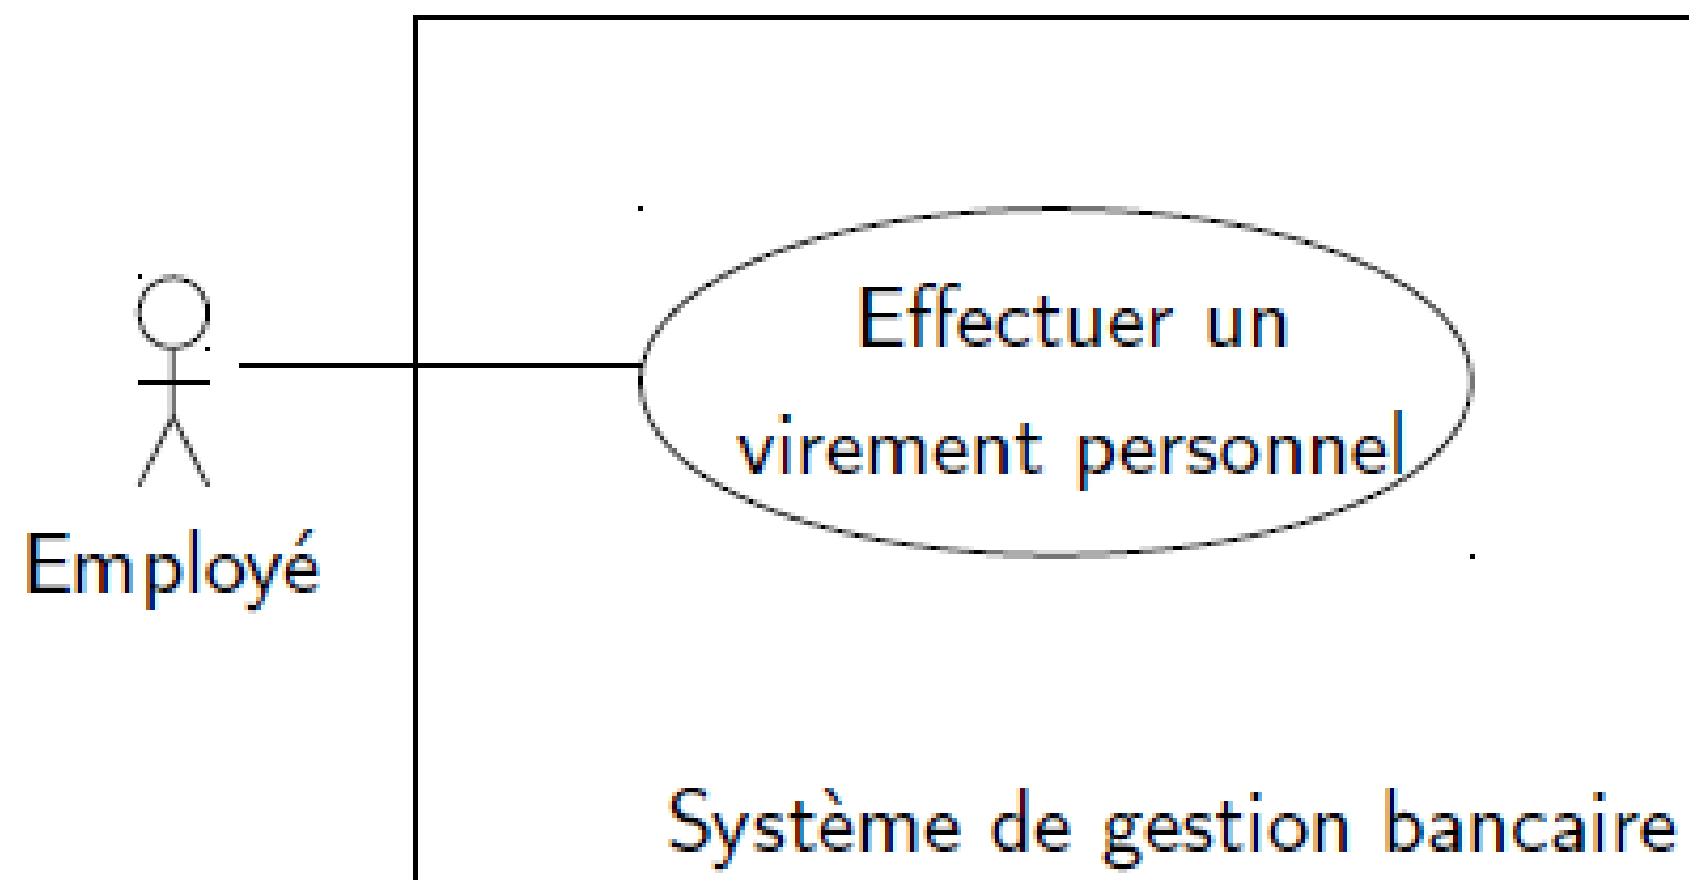 Effectuer un
virement personnel
Employé
Système de gestion bancaire